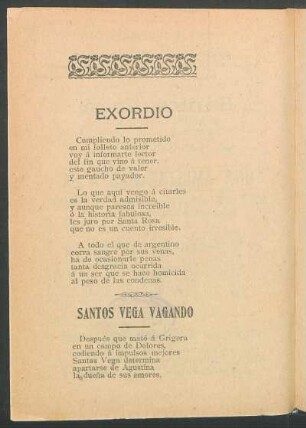 EXORDIO
Cumpliendo lo prometido
en mi folleto anterior
voy á informarte lector
del fin que vino á tener,
este gaucho de valer
y mentado payador.
Lo que aquí vengo á charles
es la verdad admisible,
y aunque paresca increible
ó la historia fabulosa,
les juro por Santa Rosa
que no es un cuento
A todo el que de argentino
corra sangre por sus venas,
ha de ocasionarle penas
tanta desgracia ocurrida
á un ser que se hace homicida
al peso de las condenas.
SANTOS VEGA VAGANDO
Después que mató á Grigera
en un campo de Dolores,
cediendo á impulsos mejores
Santos Vega determina
apartarse de Agustina
la dueña de sus amores.